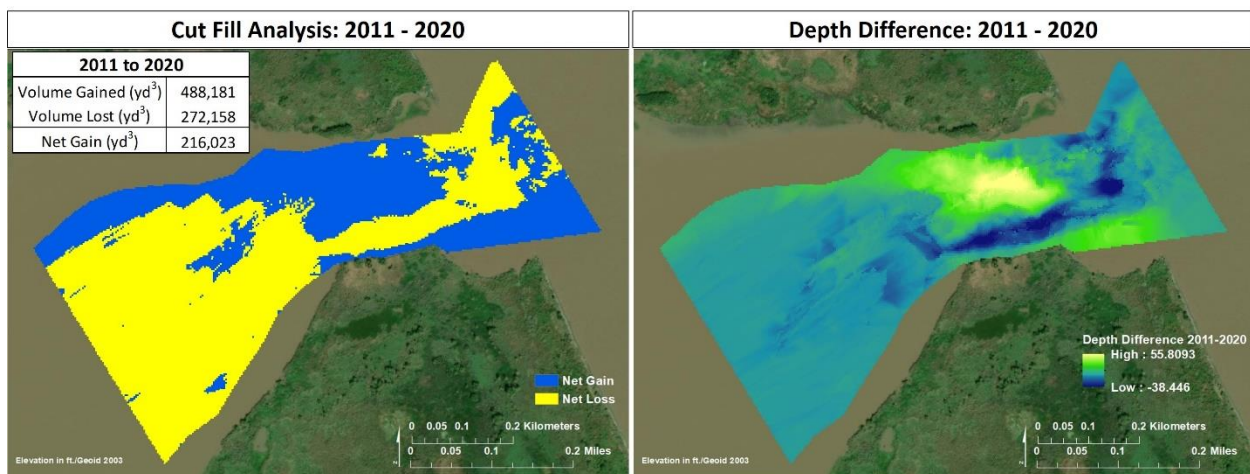 Cut Fill Analysis: 2011 - 2020
2011 to 2020
Volume Gained (yd³) 488,181
Volume Lost (yd³) 272,158
Net Gain (yd³) 216,023
Net Gain
Net Loss
0 0.05 0.1 0.2 Kilometers
0 0.05 0.1 0.2 Miles
Elevation in ft./Geoid 2003
Depth Difference: 2011 - 2020
Depth Difference 2011-2020
High : 55.8093
Low : -38.446
0 0.05 0.1 0.2 Kilometers
0 0.05 0.1 0.2 Miles
Elevation in ft./Geoid 2003